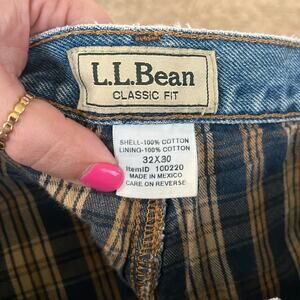 L.L.Bean
CLASSIC FIT
SHELL-100% COTTON
LINING-100% COTTON
32X30
ItemID 100220
MADE IN MEXICO
CARE ON REVERSE